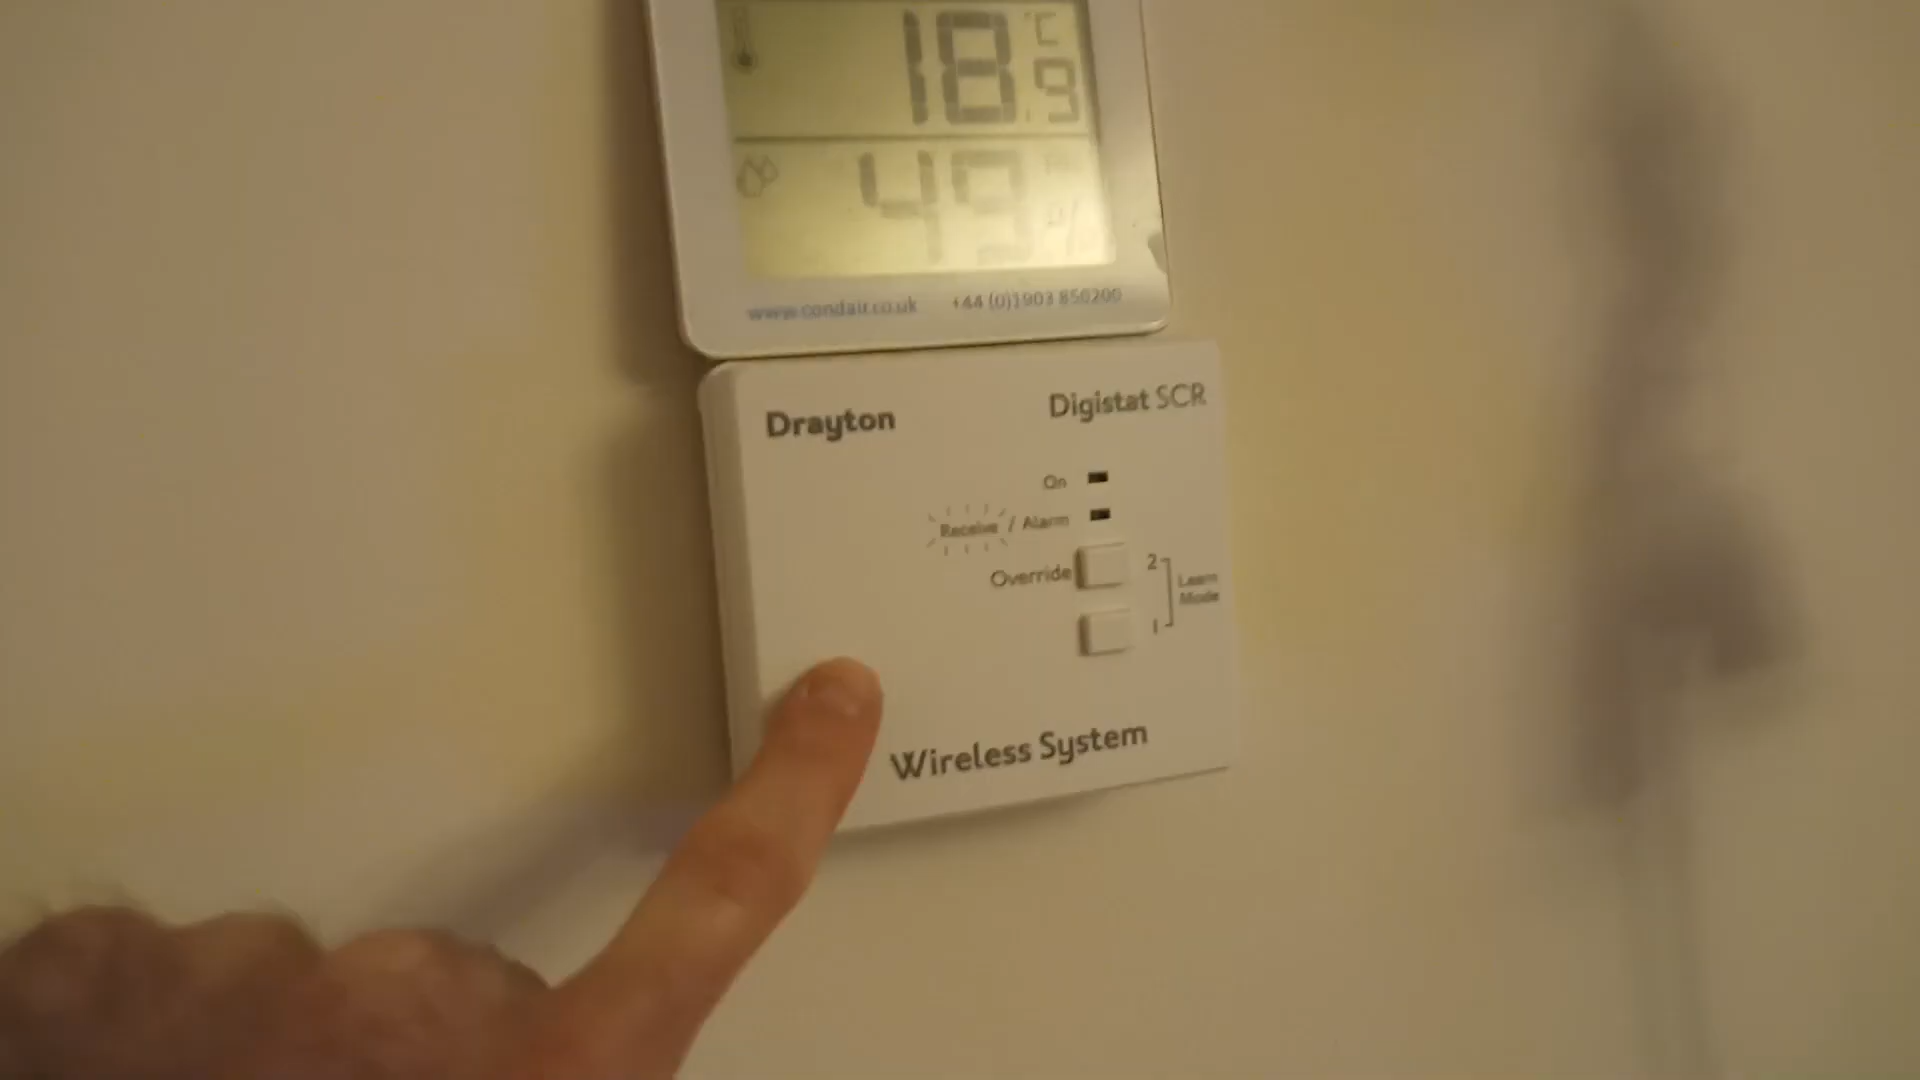 18.9 °C
49 %
www.condair.co.uk +44 (0)1903 850200
Drayton Digistat SCR
On
Receive / Alarm
Override 2 Learn Mode
1
Wireless System